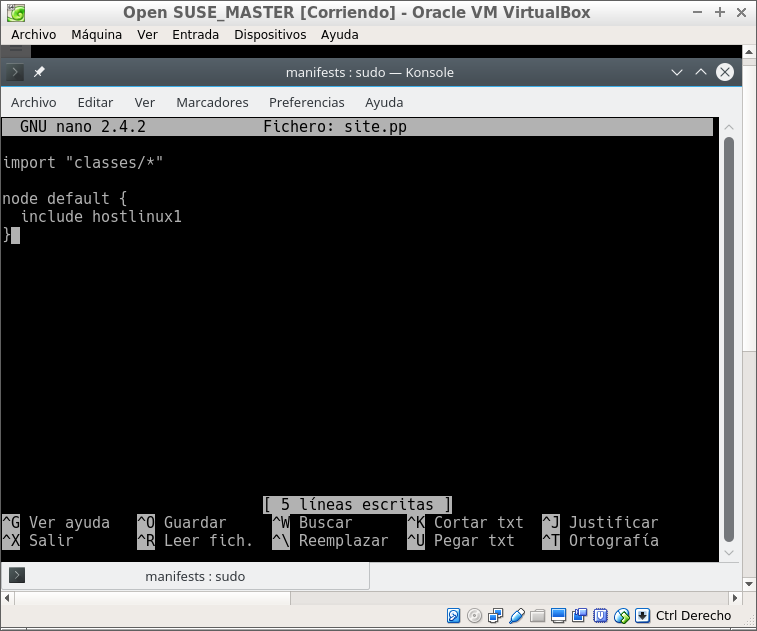 Open SUSE_MASTER [Corriendo] - Oracle VM VirtualBox
Archivo Máquina Ver Entrada Dispositivos Ayuda
manifests : sudo — Konsole
Archivo Editar Ver Marcadores Preferencias Ayuda
GNU nano 2.4.2 Fichero: site.pp
import "classes/*"
node default {
include hostlinux1
}
[ 5 líneas escritas ]
^G Ver ayuda ^O Guardar ^W Buscar ^K Cortar txt ^J Justificar
^X Salir ^R Leer fich. ^\ Reemplazar ^U Pegar txt ^T Ortografía
manifests : sudo
Ctrl Derecho